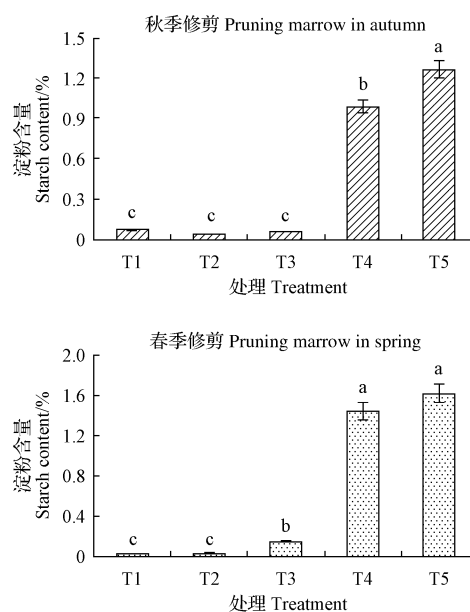 秋季修剪 Pruning marrow in autumn
淀粉含量
Starch content/%
1.5
1.2
0.9
0.6
0.3
0
c
c
c
b
a
T1 T2 T3 T4 T5
处理 Treatment
春季修剪 Pruning marrow in spring
淀粉含量
Starch content/%
2.0
1.6
1.2
0.8
0.4
0
c
c
b
a
a
T1 T2 T3 T4 T5
处理 Treatment